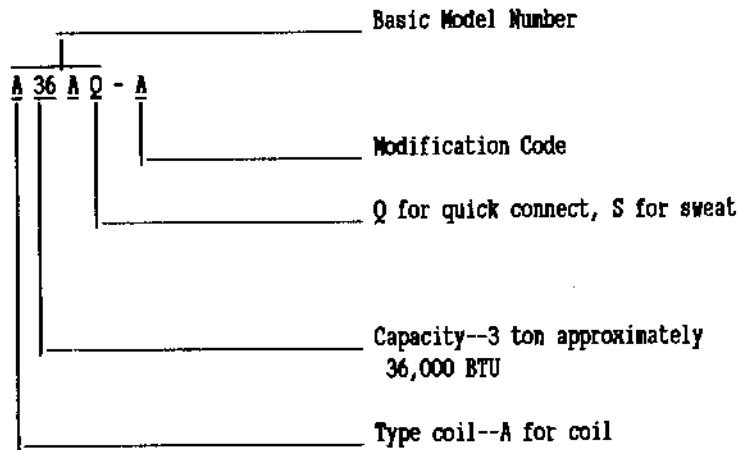 Basic Model Number
A 36 A Q - A
Modification Code
Q for quick connect, S for sweat
Capacity--3 ton approximately
36,000 BTU
Type coil--A for coil